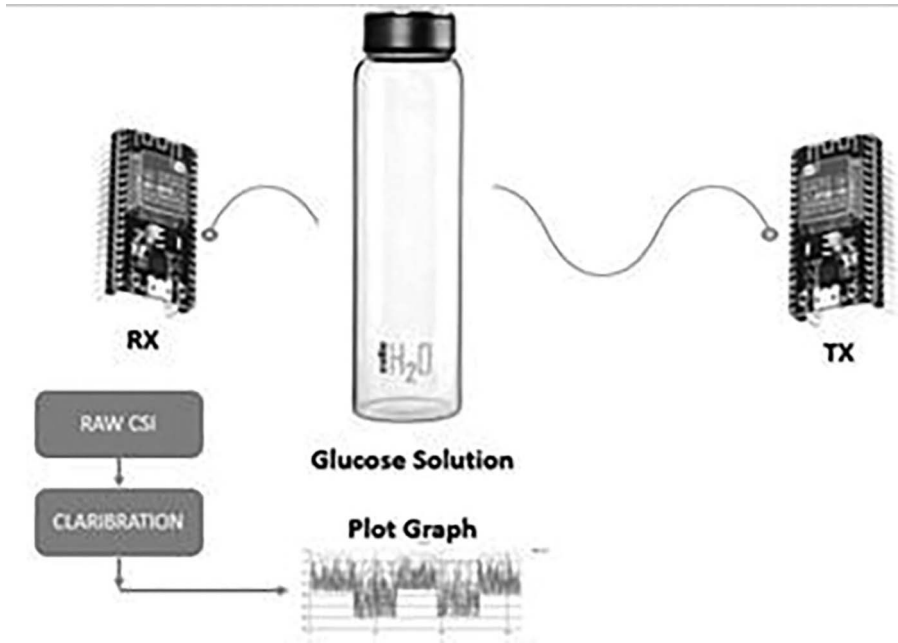 H2O
RX
TX
RAW CSI
Glucose Solution
CLARIBRATION
Plot Graph